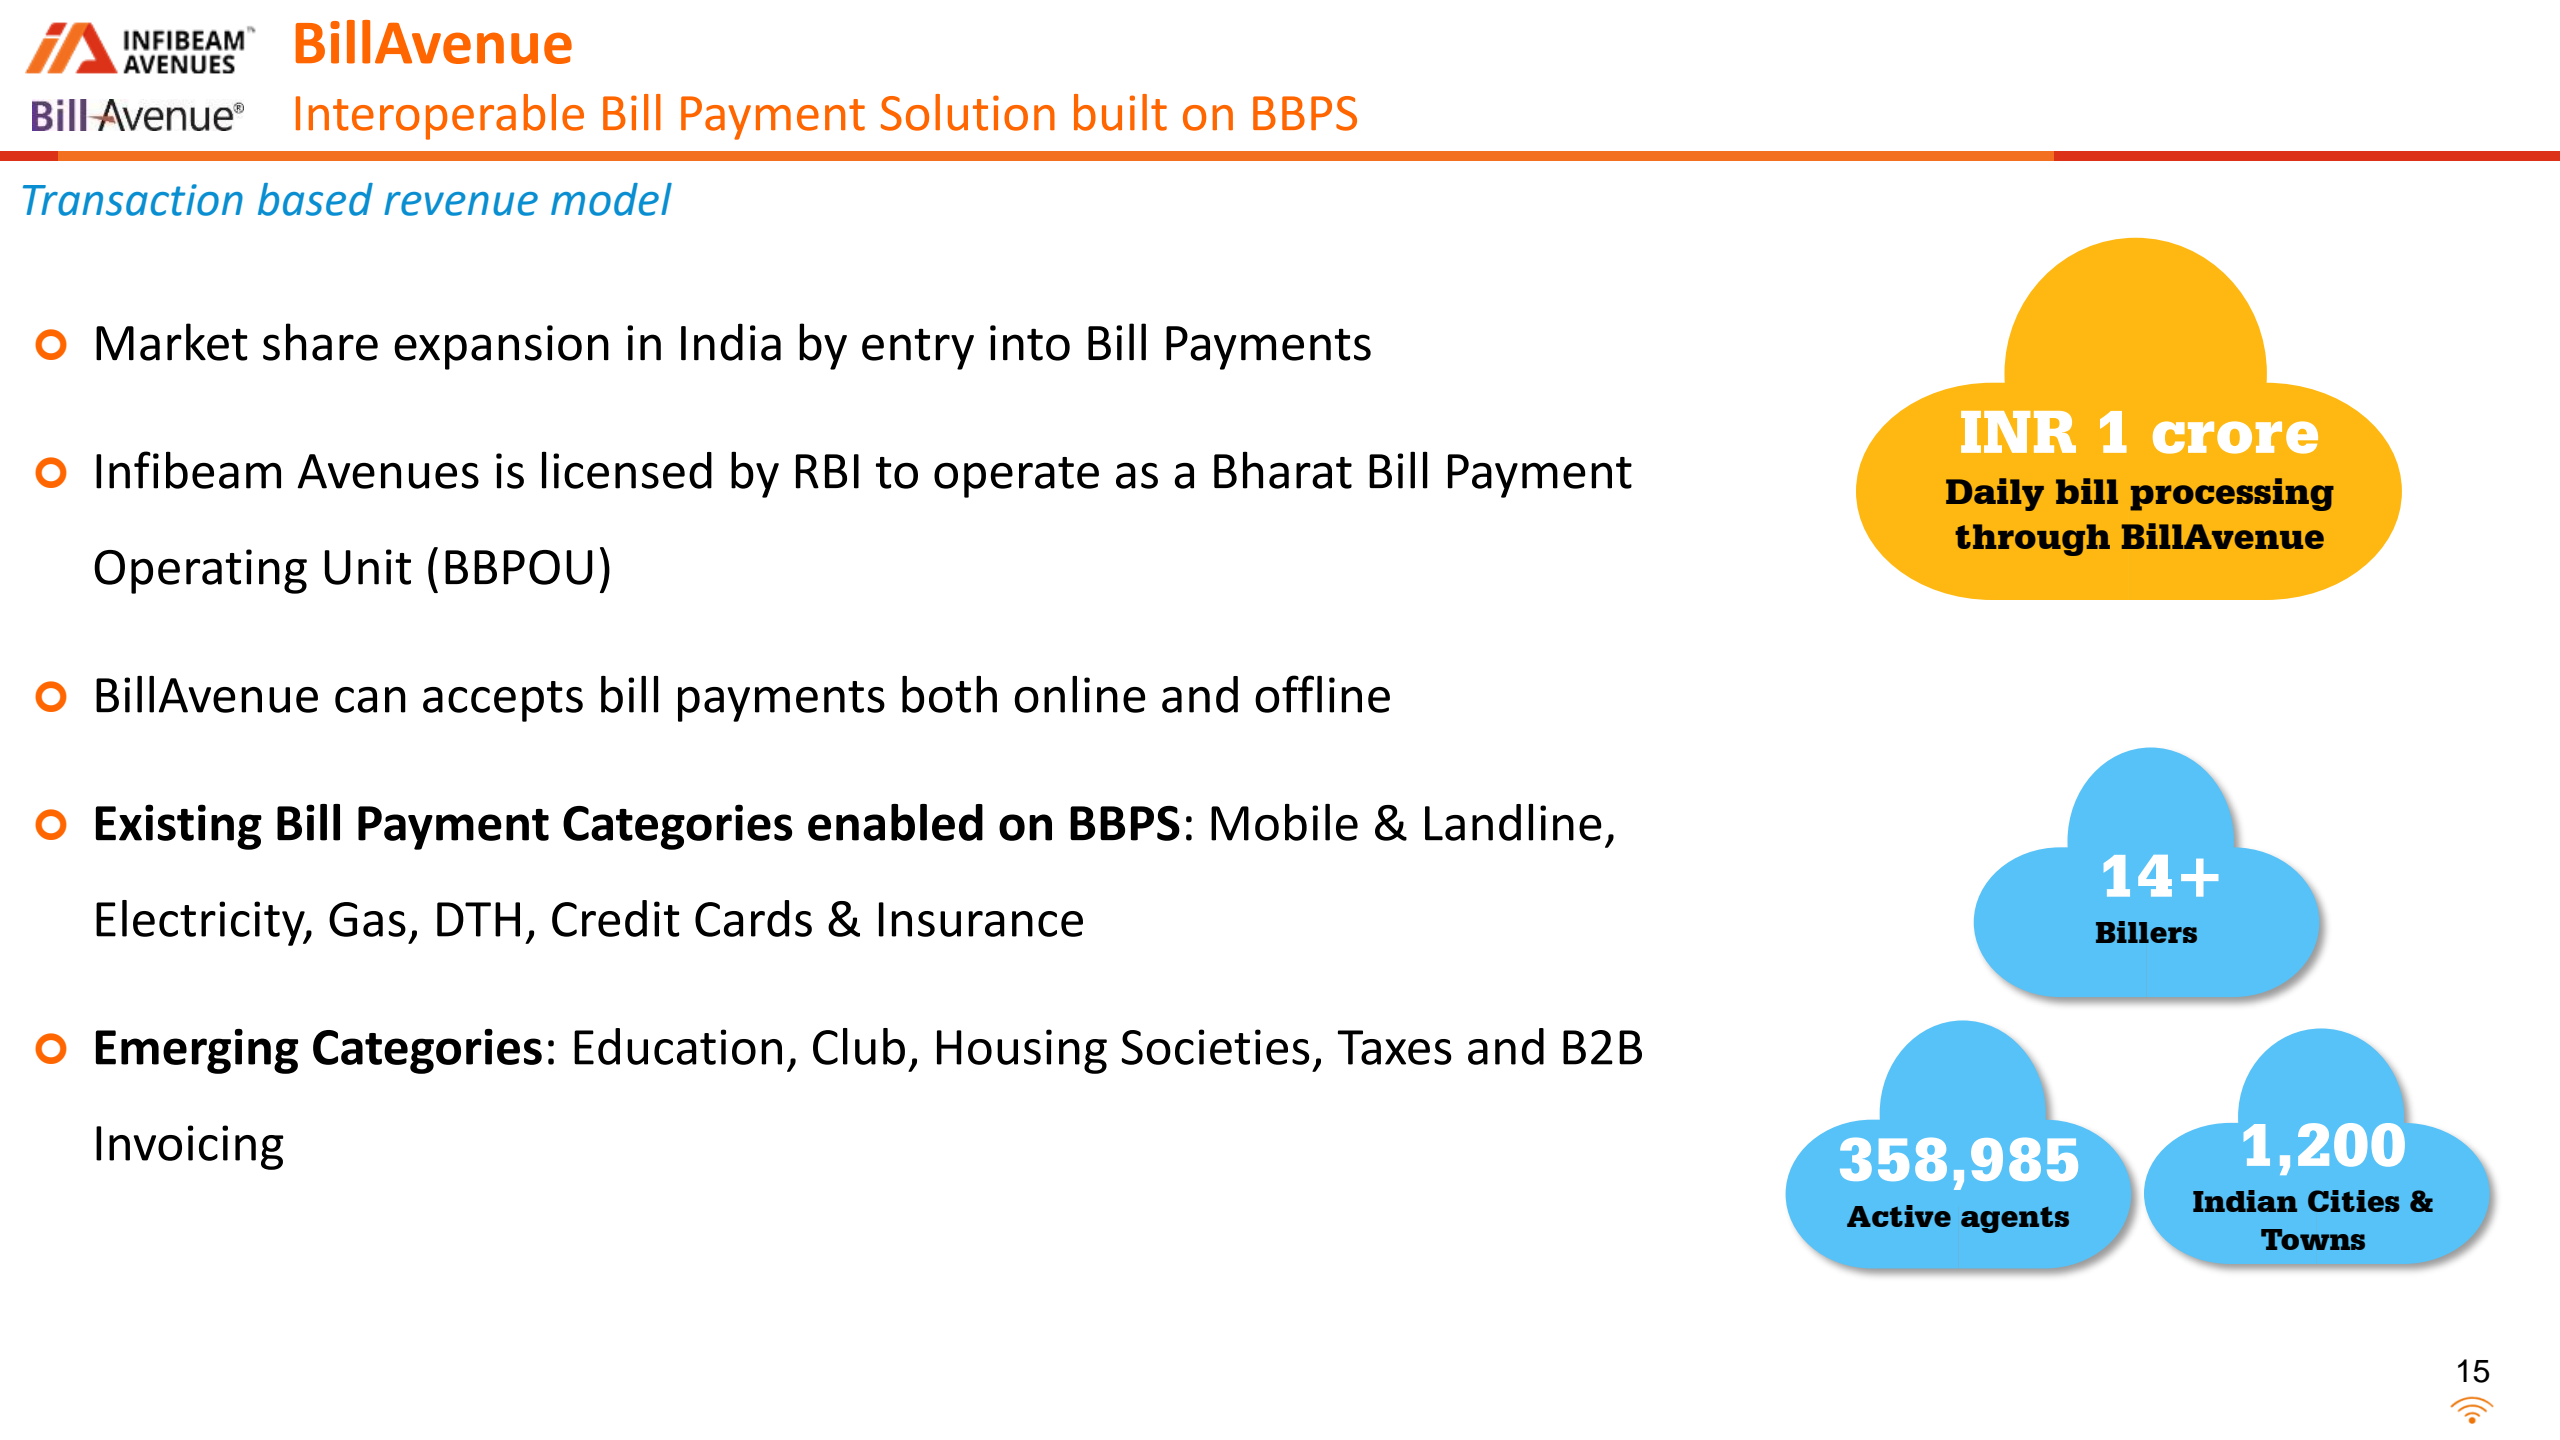 INFIBEAM™
AVENUES
BillAvenue®
BillAvenue
Interoperable Bill Payment Solution built on BBPS
Transaction based revenue model
Market share expansion in India by entry into Bill Payments
Infibeam Avenues is licensed by RBI to operate as a Bharat Bill Payment
Operating Unit (BBPOU)
BillAvenue can accepts bill payments both online and offline
Existing Bill Payment Categories enabled on BBPS: Mobile & Landline,
Electricity, Gas, DTH, Credit Cards & Insurance
Emerging Categories: Education, Club, Housing Societies, Taxes and B2B
Invoicing
INR 1 crore
Daily bill processing
through BillAvenue
14+
Billers
358,985
Active agents
1,200
Indian Cities &
Towns
15